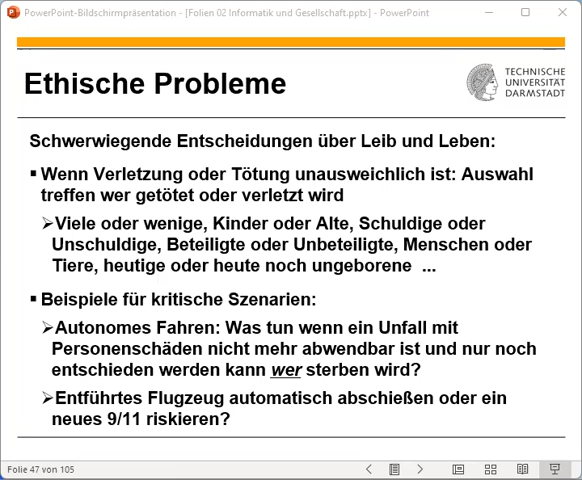 PowerPoint-Bildschirmpräsentation - [Folien 02 Informatik und Gesellschaft.pptx] - PowerPoint
Ethische Probleme
TECHNISCHE
UNIVERSITÄT
DARMSTADT
Schwerwiegende Entscheidungen über Leib und Leben:
▪ Wenn Verletzung oder Tötung unausweichlich ist: Auswahl
treffen wer getötet oder verletzt wird
➢Viele oder wenige, Kinder oder Alte, Schuldige oder
Unschuldige, Beteiligte oder Unbeteiligte, Menschen oder
Tiere, heutige oder heute noch ungeborene ...
▪ Beispiele für kritische Szenarien:
➢Autonomes Fahren: Was tun wenn ein Unfall mit
Personenschäden nicht mehr abwendbar ist und nur noch
entschieden werden kann wer sterben wird?
➢Entführtes Flugzeug automatisch abschießen oder ein
neues 9/11 riskieren?
Folie 47 von 105